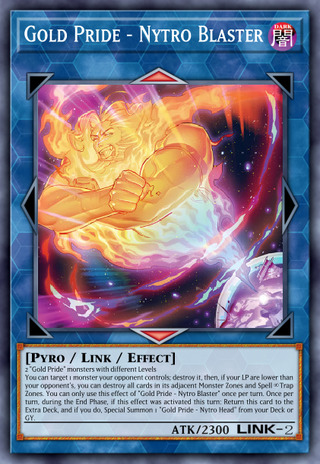 Gold Pride - Nytro Blaster
DARK
闇
[Pyro / Link / Effect]
2 "Gold Pride" monsters with different Levels
You can target 1 monster your opponent controls; destroy it, then, if your LP are lower than
your opponent's, you can destroy all cards in its adjacent Monster Zones and Spell & Trap
Zones. You can only use this effect of "Gold Pride - Nytro Blaster" once per turn. Once per
turn, during the End Phase, if this effect was activated this turn: Return this card to the
Extra Deck, and if you do, Special Summon 1 "Gold Pride - Nytro Head" from your Deck or
GY.
ATK/2300 LINK-2